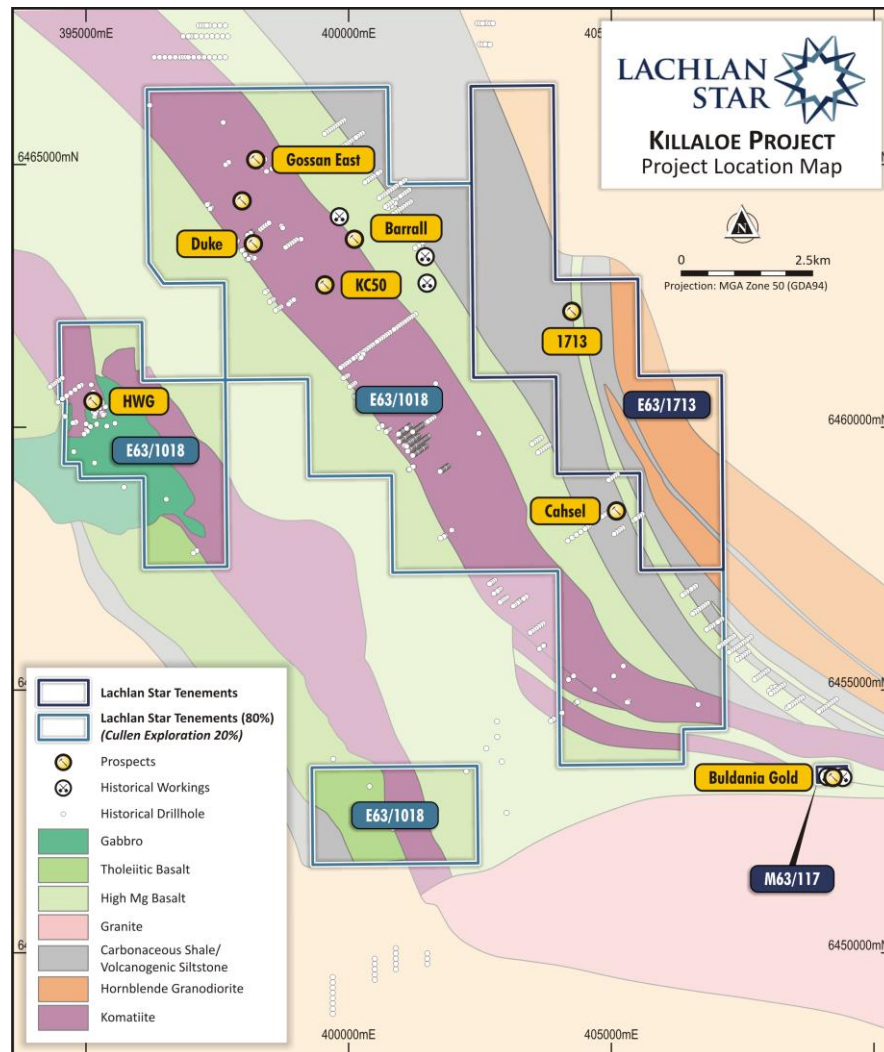 395000mE
400000mE
405
LACHLAN
STAR
KILLALOE PROJECT
Project Location Map
6465000mN
Gossan East
Duke
Barrall
KC50
N
0
2.5km
Projection: MGA Zone 50 (GDA94)
1713
HWG
E63/1018
E63/1713
6460000mN
E63/1018
Cahsel
64
6455000mN
Lachlan Star Tenements
Lachlan Star Tenements (80%)
(Cullen Exploration 20%)
Prospects
Historical Workings
Historical Drillhole
Gabbro
Tholeiitic Basalt
High Mg Basalt
Granite
Carbonaceous Shale/
Volcanogenic Siltstone
Hornblende Granodiorite
Komatiite
Buldania Gold
E63/1018
M63/117
64
6450000mN
400000mE
405000mE